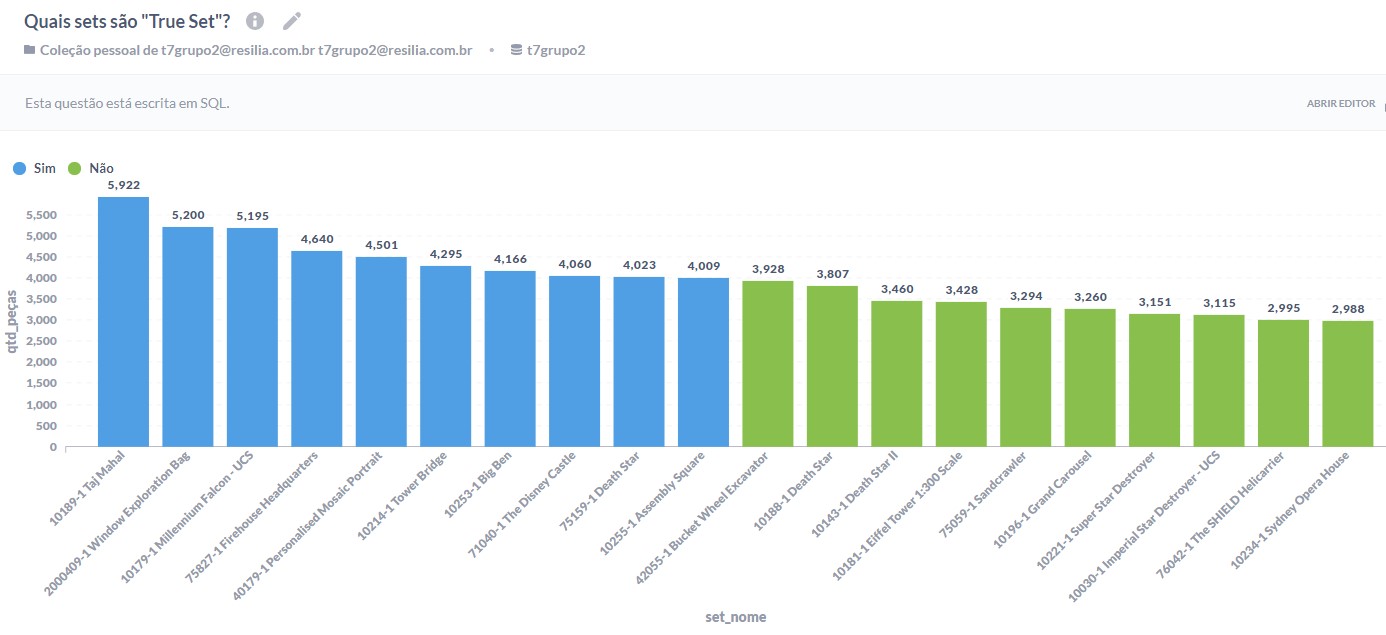 Quais sets são "True Set"?
Coleção pessoal de t7grupo2@resilia.com.br t7grupo2@resilia.com.br • t7grupo2
Esta questão está escrita em SQL.
ABRIR EDITOR
Sim Não
5,922
5,200
5,195
4,640
4,501
4,295
4,166
4,060
4,023
4,009
3,928
3,807
3,460
3,428
3,294
3,260
3,151
3,115
2,995
2,988
5,500
5,000
4,500
4,000
3,500
3,000
2,500
2,000
1,500
1,000
500
0
qtd_peças
10189-1 Taj Mahal
2000409-1 Window Exploration Bag
10179-1 Millennium Falcon - UCS
75827-1 Firehouse Headquarters
40179-1 Personalised Mosaic Portrait
10214-1 Tower Bridge
10253-1 Big Ben
71040-1 The Disney Castle
75159-1 Death Star
10255-1 Assembly Square
42055-1 Bucket Wheel Excavator
10188-1 Death Star
10143-1 Death Star II
10181-1 Eiffel Tower 1:300 Scale
75059-1 Sandcrawler
10196-1 Grand Carousel
10221-1 Super Star Destroyer
10030-1 Imperial Star Destroyer - UCS
76042-1 The SHIELD Helicarrier
10234-1 Sydney Opera House
set_nome